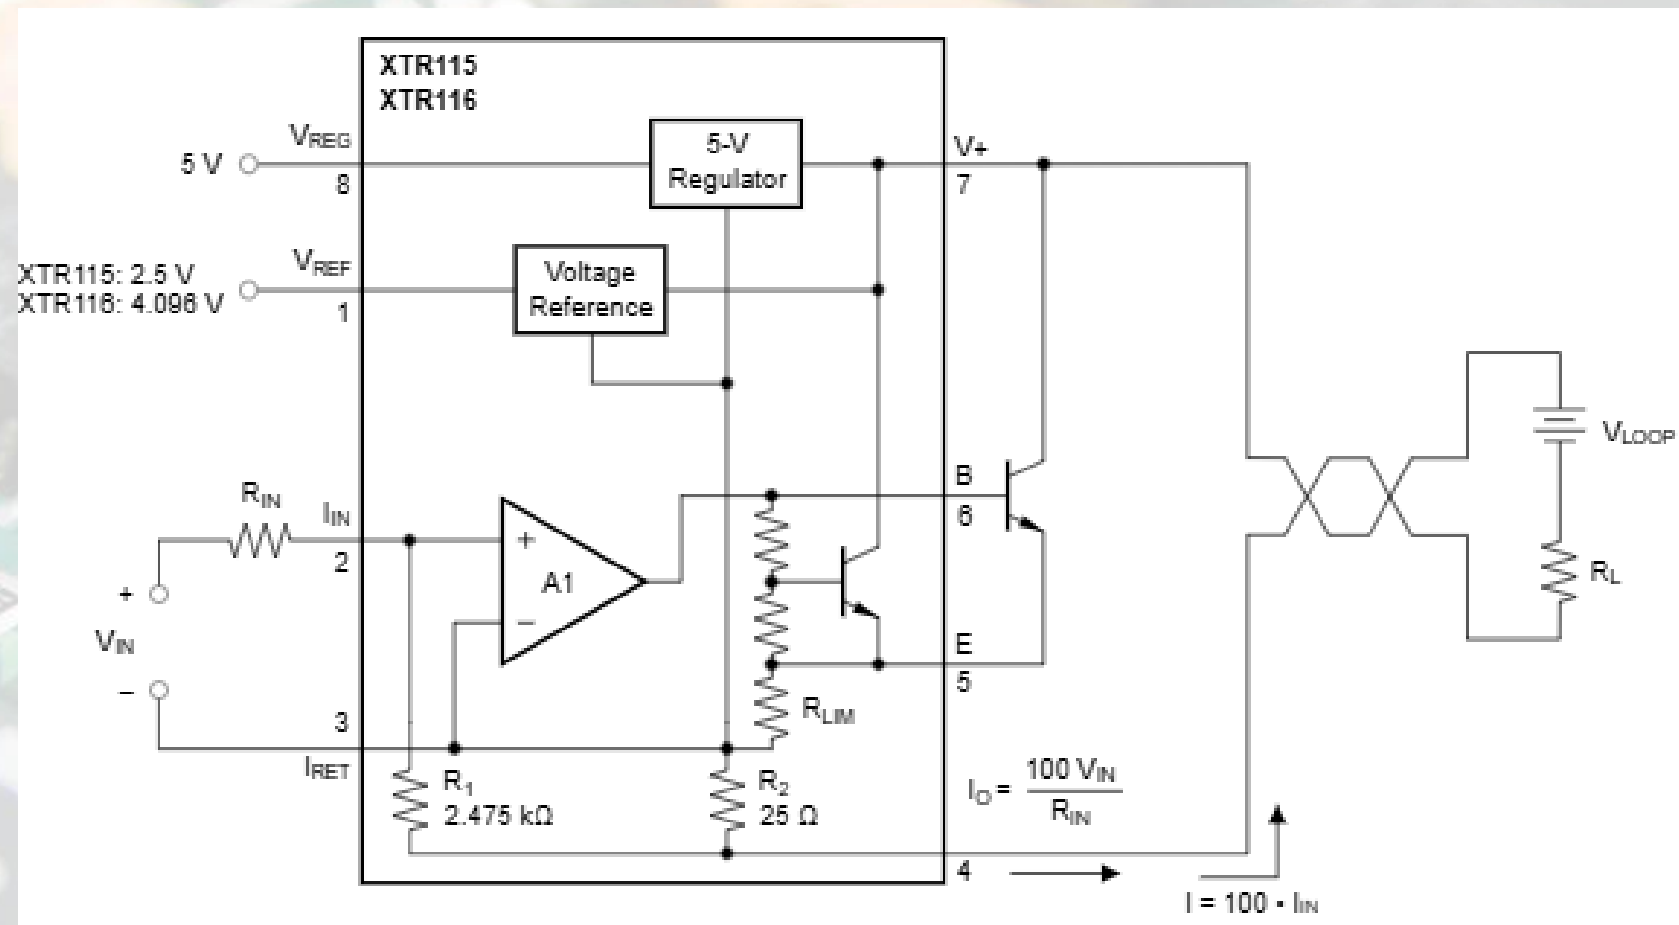 XTR115
XTR116
VREG
5 V
8
5-V
Regulator
V+
7
VREF
XTR115: 2.5 V
XTR116: 4.096 V
1
Voltage
Reference
VLOOP
RL
B
6
RIN
IIN
2
+
A1
–
+
VIN
–
E
5
RLIM
3
IRET
R1
2.475 kΩ
R2
25 Ω
IO = 100 VIN
RIN
4
I = 100 • IIN